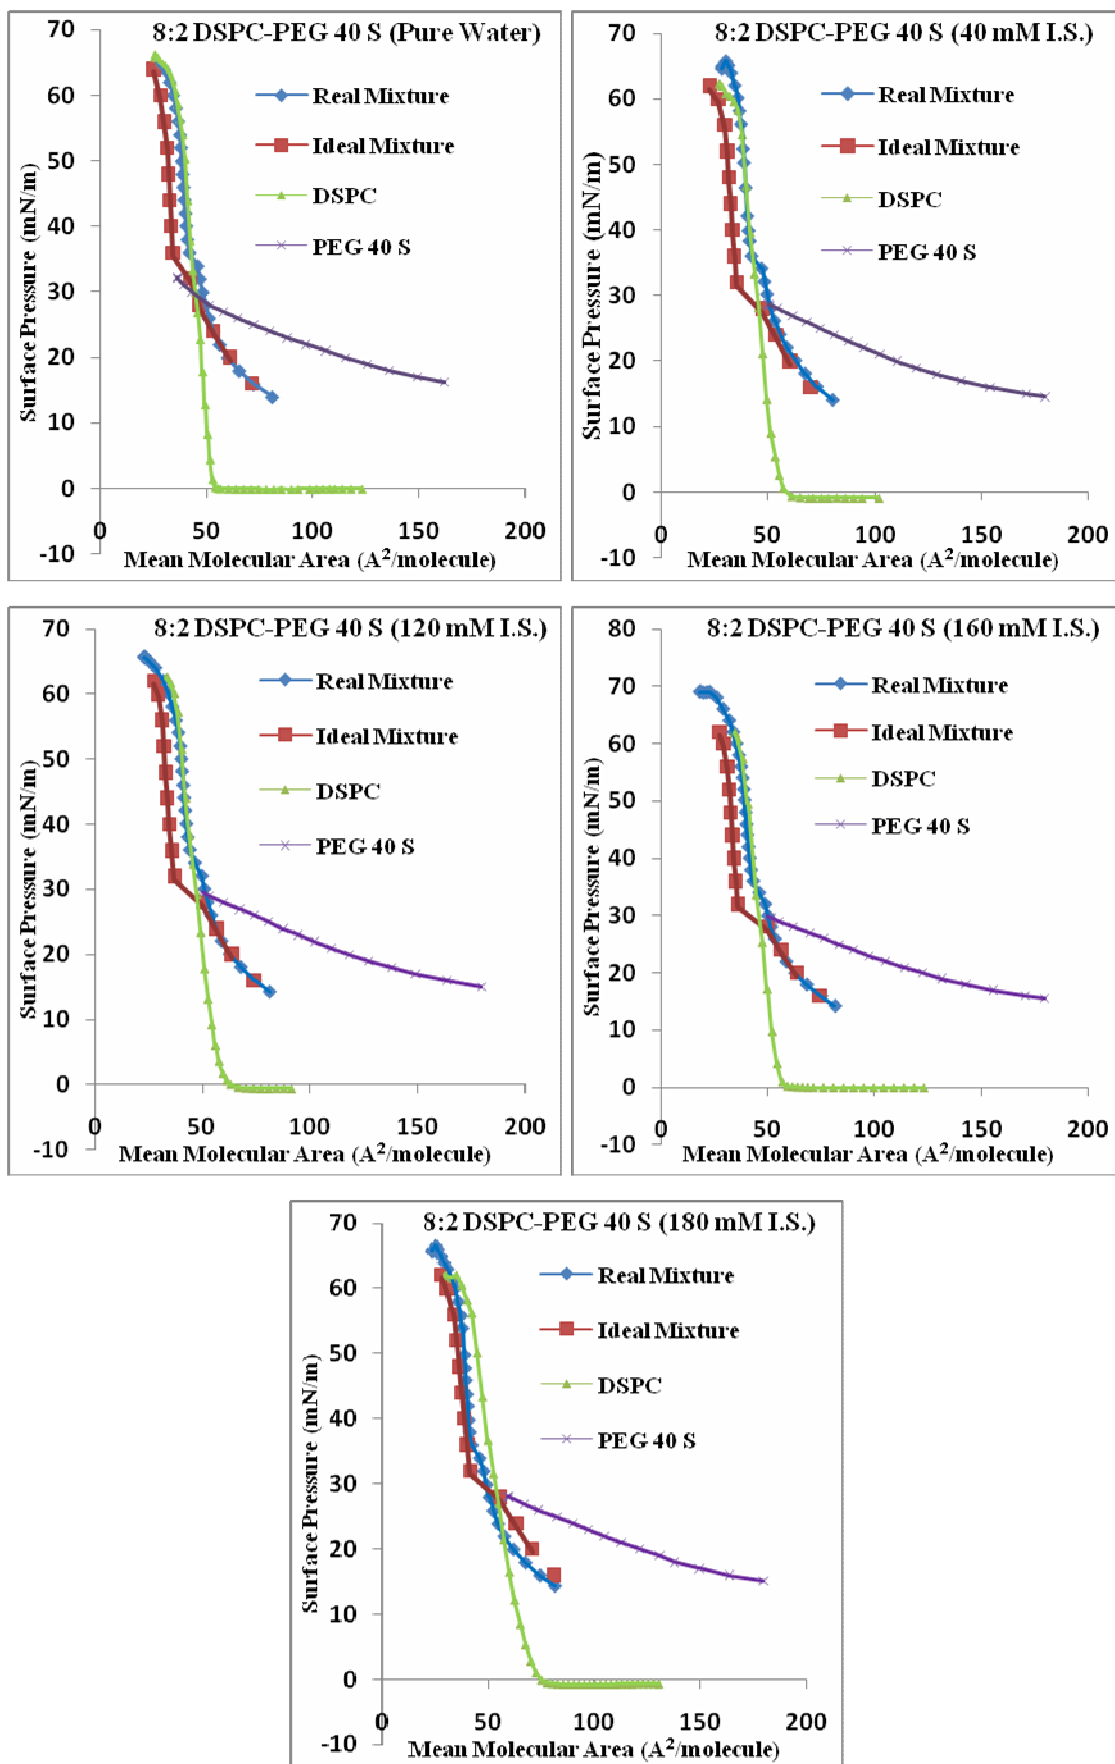 8:2 DSPC-PEG 40 S (Pure Water)
Real Mixture
Ideal Mixture
DSPC
PEG 40 S
Surface Pressure (mN/m)
70
60
50
40
30
20
10
0
-10
0 50 100 150 200
Mean Molecular Area (A²/molecule)
8:2 DSPC-PEG 40 S (40 mM I.S.)
Real Mixture
Ideal Mixture
DSPC
PEG 40 S
Surface Pressure (mN/m)
70
60
50
40
30
20
10
0
-10
0 50 100 150 200
Mean Molecular Area (A²/molecule)
8:2 DSPC-PEG 40 S (120 mM I.S.)
Real Mixture
Ideal Mixture
DSPC
PEG 40 S
Surface Pressure (mN/m)
70
60
50
40
30
20
10
0
-10
0 50 100 150 200
Mean Molecular Area (A²/molecule)
8:2 DSPC-PEG 40 S (160 mM I.S.)
Real Mixture
Ideal Mixture
DSPC
PEG 40 S
Surface Pressure (mN/m)
80
70
60
50
40
30
20
10
0
-10
0 50 100 150 200
Mean Molecular Area (A²/molecule)
8:2 DSPC-PEG 40 S (180 mM I.S.)
Real Mixture
Ideal Mixture
DSPC
PEG 40 S
Surface Pressure (mN/m)
70
60
50
40
30
20
10
0
-10
0 50 100 150 200
Mean Molecular Area (A²/molecule)